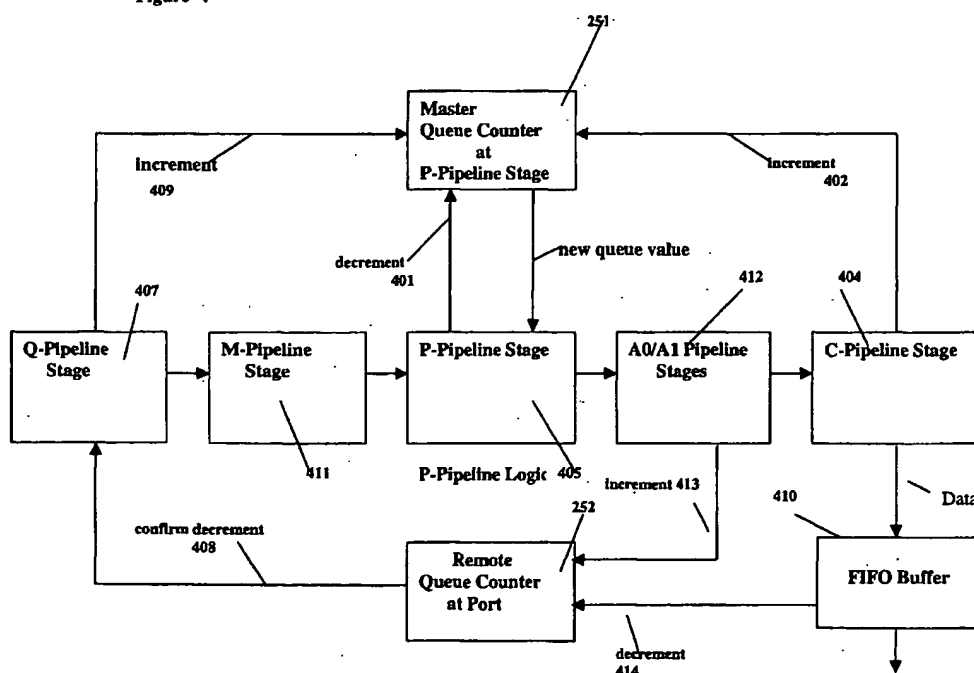 Figure
251
Master
Queue Counter
at
P-Pipeline Stage
increment
409
increment
402
decrement
401
new queue value
407
412
404
Q-Pipeline
Stage
M-Pipeline
Stage
P-Pipeline Stage
A0/A1 Pipeline
Stages
C-Pipeline Stage
411
P-Pipeline Logic
405
increment 413
410
Data
252
confirm decrement
408
Remote
Queue Counter
at Port
FIFO Buffer
decrement
414